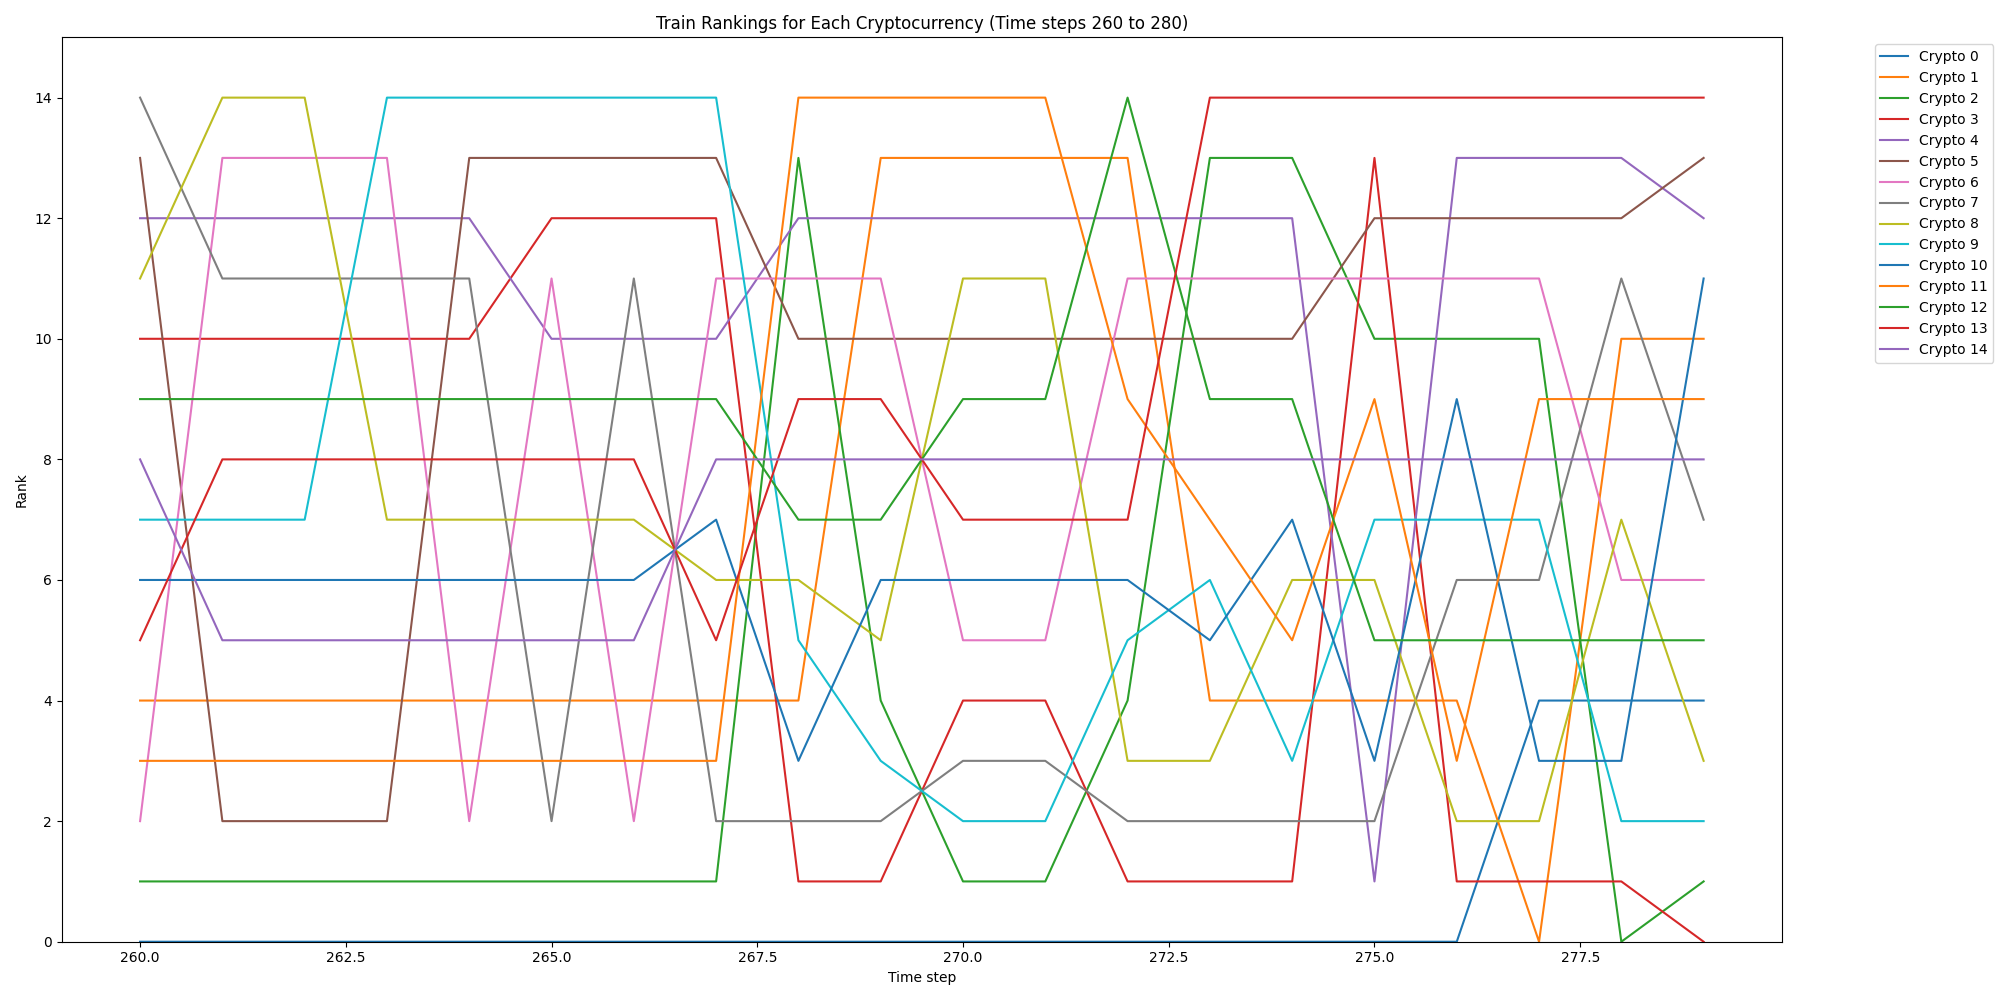 Train Rankings for Each Cryptocurrency (Time steps 260 to 280)
Rank
14
12
10
8
6
4
2
0
260.0 262.5 265.0 267.5 270.0 272.5 275.0 277.5
Time step
Crypto 0
Crypto 1
Crypto 2
Crypto 3
Crypto 4
Crypto 5
Crypto 6
Crypto 7
Crypto 8
Crypto 9
Crypto 10
Crypto 11
Crypto 12
Crypto 13
Crypto 14